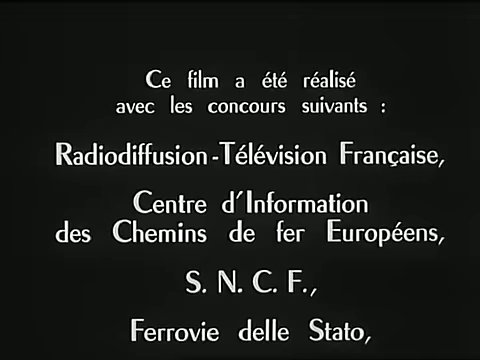 Ce film a été réalisé
avec les concours suivants :
Radiodiffusion-Télévision Française,
Centre d'Information
des Chemins de fer Européens,
S. N. C. F.,
Ferrovie delle Stato,